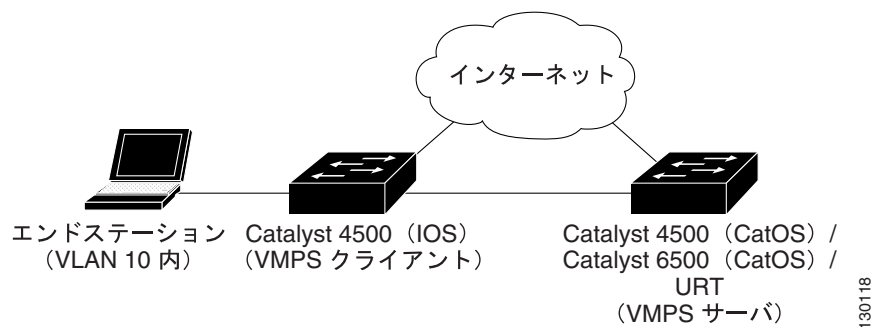 インターネット
エンドステーション
(VLAN 10 内)
Catalyst 4500(IOS)
(VMPS クライアント)
Catalyst 4500(CatOS)/
Catalyst 6500(CatOS)/
URT
(VMPS サーバ)
130118